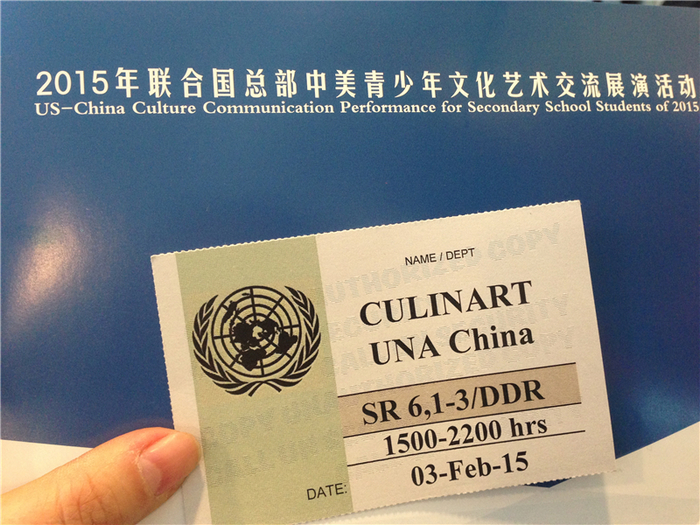 2015年联合国总部中美青少年文化艺术交流展演活动
US-China Culture Communication Performance for Secondary School Students of 2015
NAME / DEPT
CULINART
UNA China
SR 6,1-3/DDR
1500-2200 hrs
DATE: 03-Feb-15